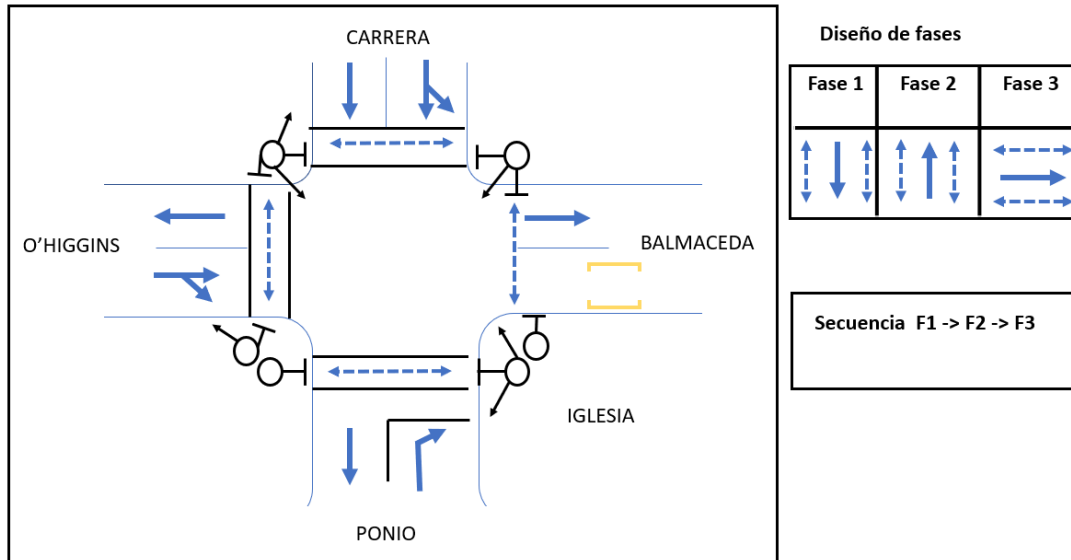 CARRERA
O'HIGGINS
BALMACEDA
IGLESIA
PONIO
Diseño de fases
Fase 1 Fase 2 Fase 3
Secuencia F1 -> F2 -> F3